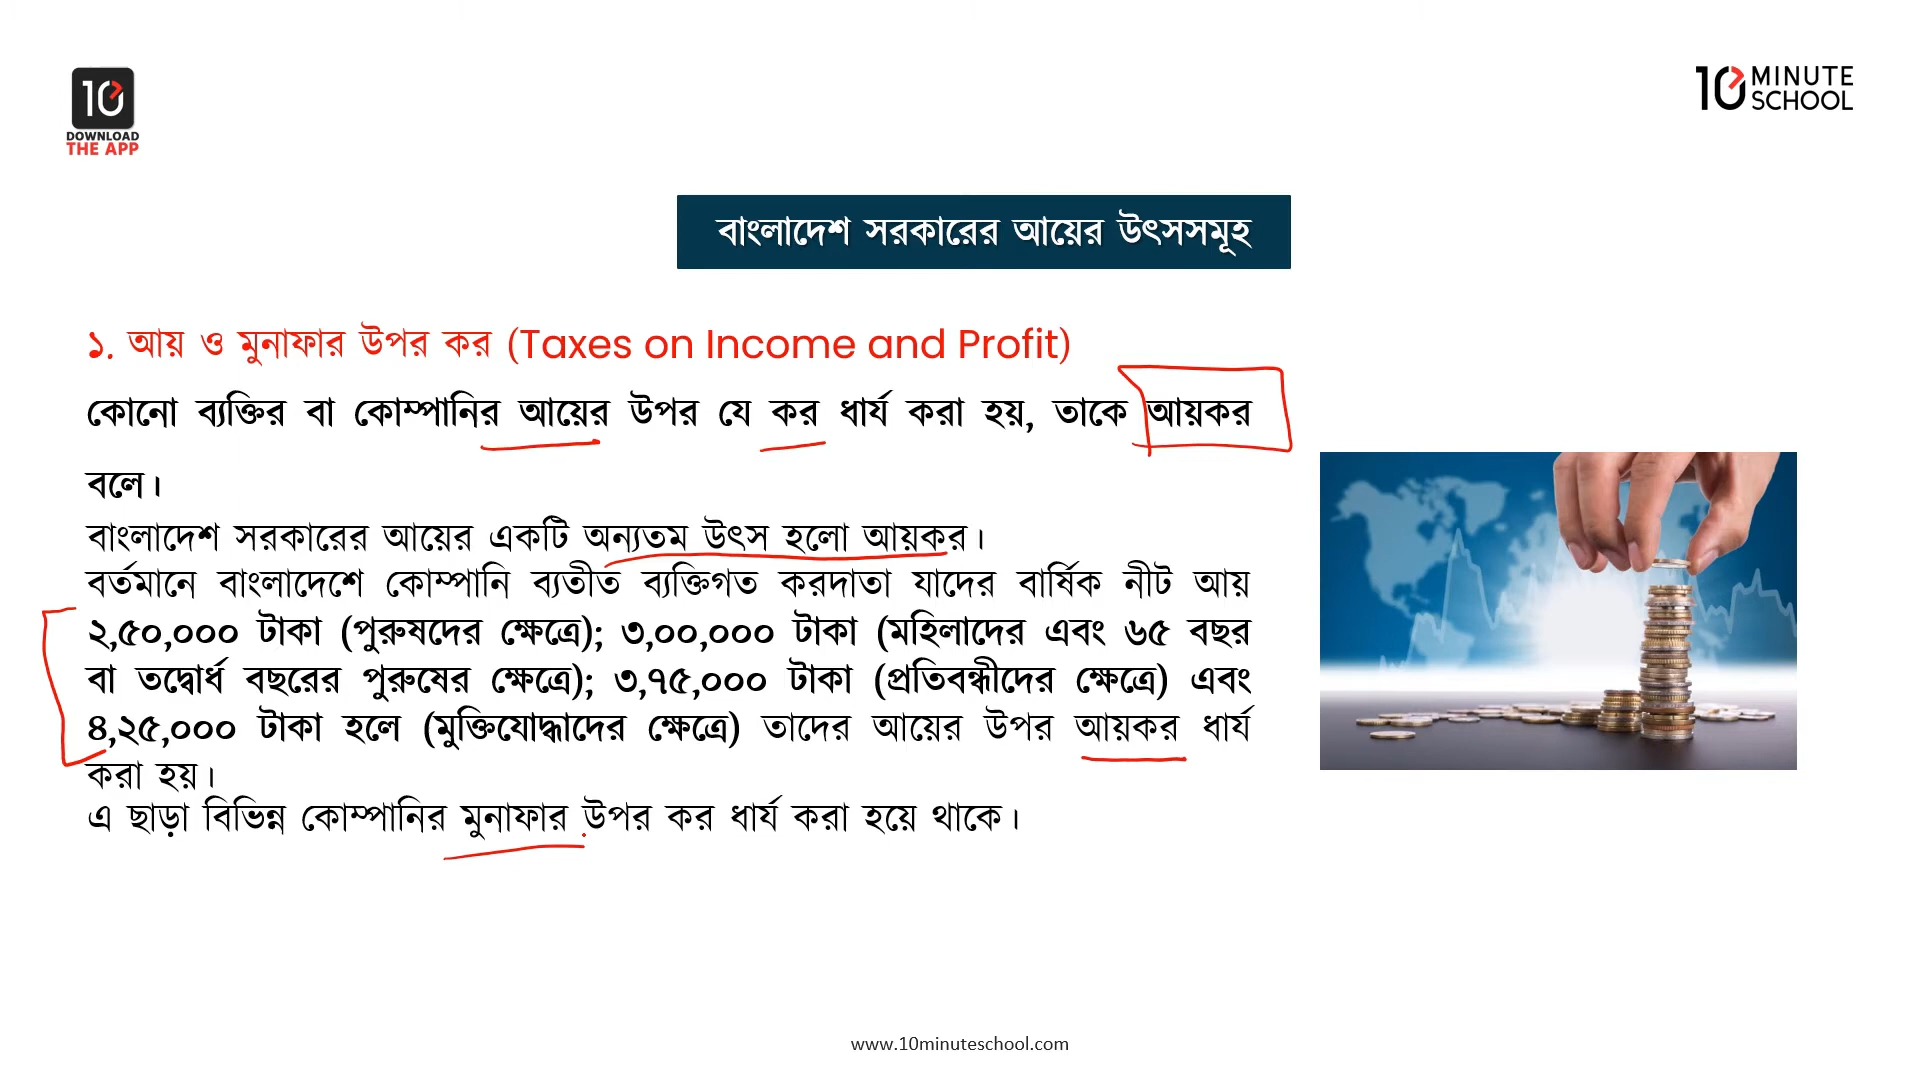 10
DOWNLOAD
THE APP
10 MINUTE
SCHOOL
বাংলাদেশ সরকারের আয়ের উৎসসমূহ
১. আয় ও মুনাফার উপর কর (Taxes on Income and Profit)
কোনো ব্যক্তির বা কোম্পানির আয়ের উপর যে কর ধার্য করা হয়, তাকে আয়কর
বলে।
বাংলাদেশ সরকারের আয়ের একটি অন্যতম উৎস হলো আয়কর।
বর্তমানে বাংলাদেশে কোম্পানি ব্যতীত ব্যক্তিগত করদাতা যাদের বার্ষিক নীট আয়
২,৫০,০০০ টাকা (পুরুষদের ক্ষেত্রে); ৩,০০,০০০ টাকা (মহিলাদের এবং ৬৫ বছর
বা তদ্বোর্ধ বছরের পুরুষের ক্ষেত্রে); ৩,৭৫,০০০ টাকা (প্রতিবন্ধীদের ক্ষেত্রে) এবং
৪,২৫,০০০ টাকা হলে (মুক্তিযোদ্ধাদের ক্ষেত্রে) তাদের আয়ের উপর আয়কর ধার্য
করা হয়।
এ ছাড়া বিভিন্ন কোম্পানির মুনাফার উপর কর ধার্য করা হয়ে থাকে।
www.10minuteschool.com